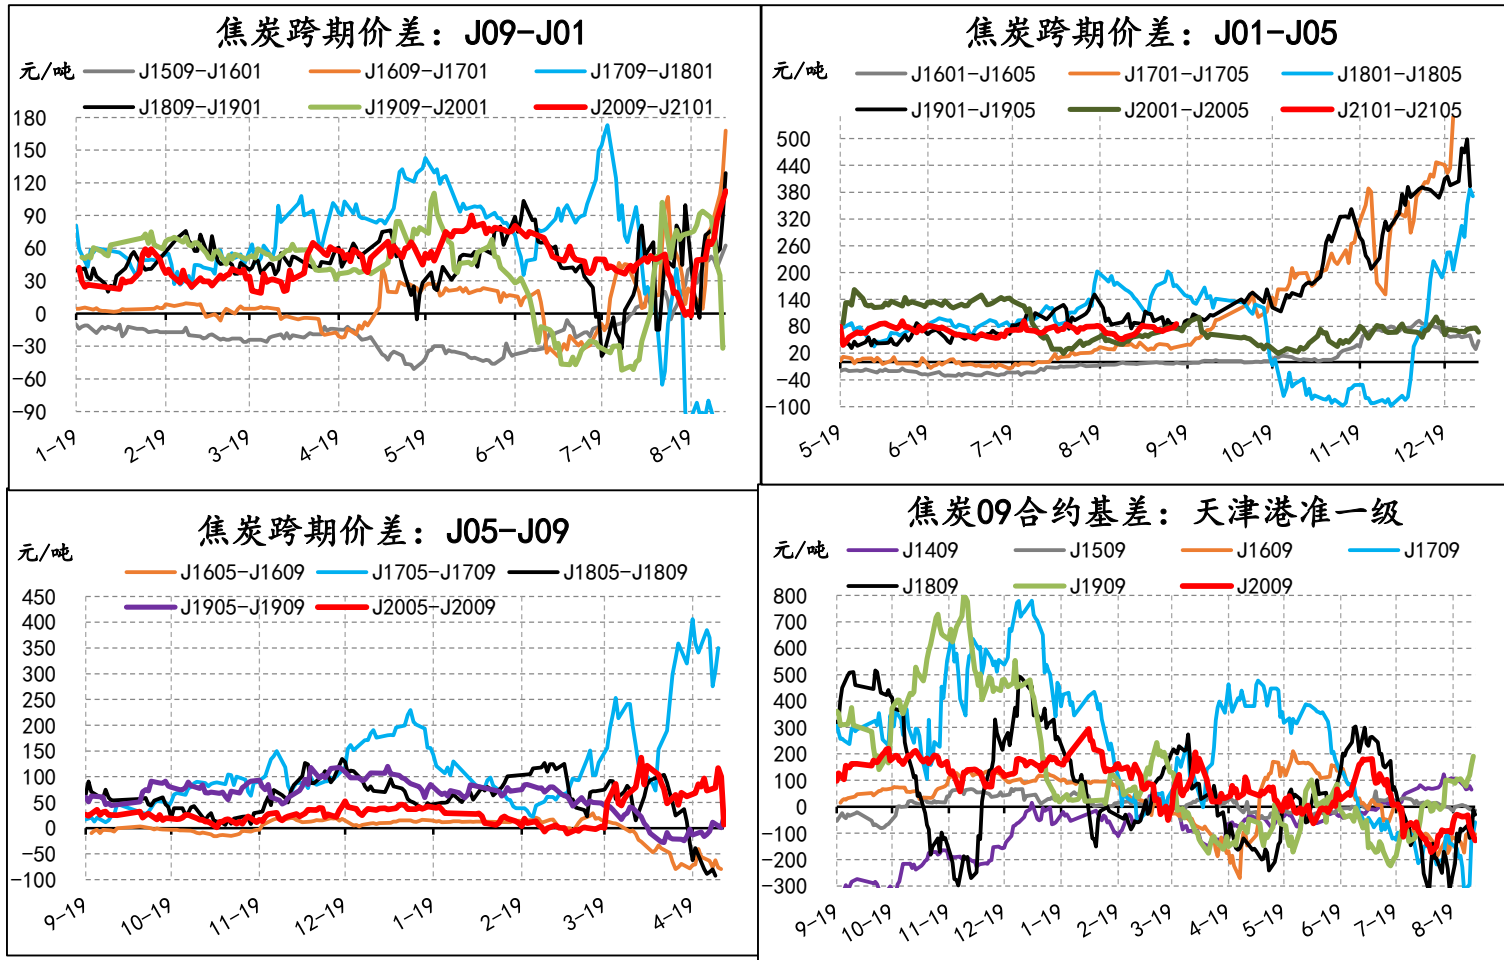 焦炭跨期价差：J09-J01
元/吨
J1509-J1601 J1609-J1701 J1709-J1801
J1809-J1901 J1909-J2001 J2009-J2101
180
150
120
90
60
30
0
-30
-60
-90
1-19 2-19 3-19 4-19 5-19 6-19 7-19 8-19
焦炭跨期价差：J01-J05
元/吨
J1601-J1605 J1701-J1705 J1801-J1805
J1901-J1905 J2001-J2005 J2101-J2105
500
440
380
320
260
200
140
80
20
-40
-100
5-19 6-19 7-19 8-19 9-19 10-19 11-19 12-19
焦炭跨期价差：J05-J09
元/吨
J1605-J1609 J1705-J1709 J1805-J1809
J1905-J1909 J2005-J2009
450
400
350
300
250
200
150
100
50
0
-50
-100
9-19 10-19 11-19 12-19 1-19 2-19 3-19 4-19
焦炭09合约基差：天津港准一级
元/吨
J1409 J1509 J1609 J1709
J1809 J1909 J2009
800
700
600
500
400
300
200
100
0
-100
-200
-300
9-19 10-19 11-19 12-19 1-19 2-19 3-19 4-19 5-19 6-19 7-19 8-19